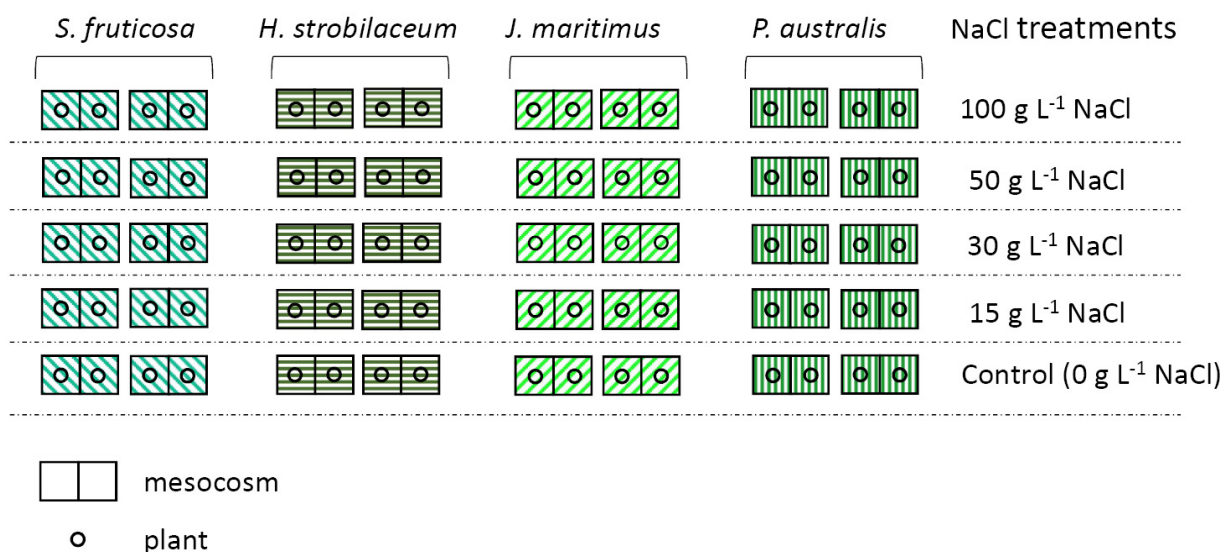 S. fruticosa H. strobilaceum J. maritimus P. australis NaCl treatments
100 g L⁻¹ NaCl
50 g L⁻¹ NaCl
30 g L⁻¹ NaCl
15 g L⁻¹ NaCl
Control (0 g L⁻¹ NaCl)
mesocosm
plant